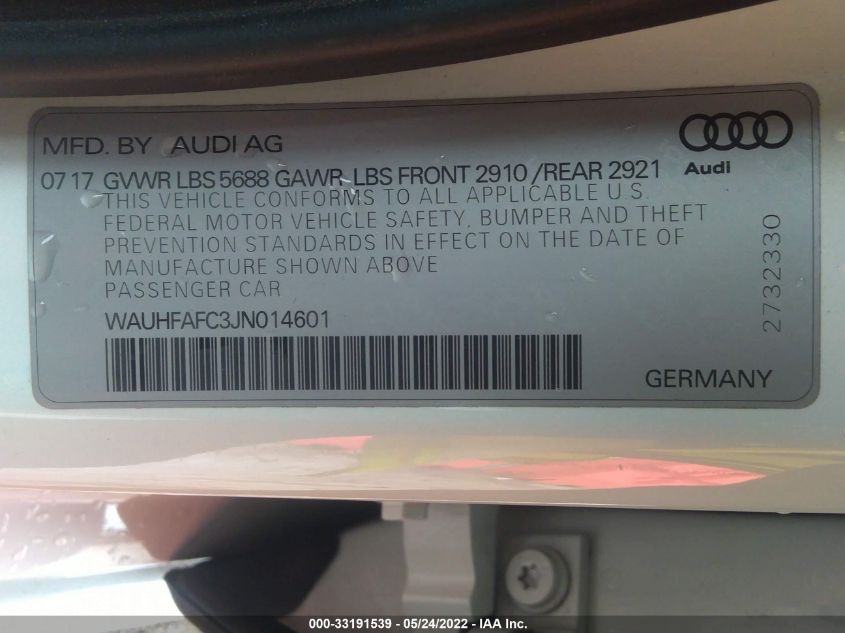 MFD. BY AUDI AG
Audi
07 17 GVWR LBS 5688 GAWR-LBS FRONT 2910 /REAR 2921
THIS VEHICLE CONFORMS TO ALL APPLICABLE U.S.
FEDERAL MOTOR VEHICLE SAFETY, BUMPER AND THEFT
PREVENTION STANDARDS IN EFFECT ON THE DATE OF
MANUFACTURE SHOWN ABOVE
PASSENGER CAR
WAUHFAFC3JN014601
GERMANY
2732330
000-33191539 - 05/24/2022 - IAA Inc.